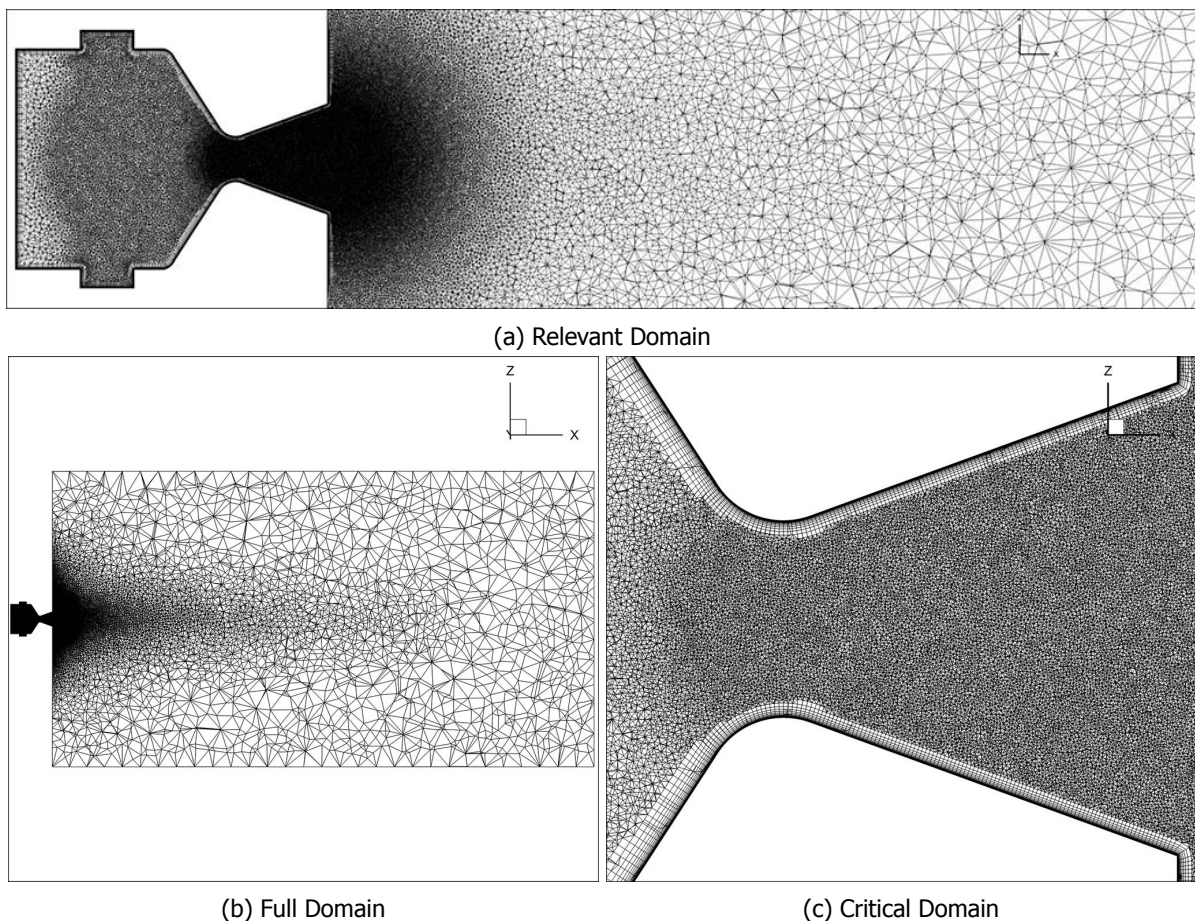 z
x
(a) Relevant Domain
Z
Y X
Z
(b) Full Domain
(c) Critical Domain